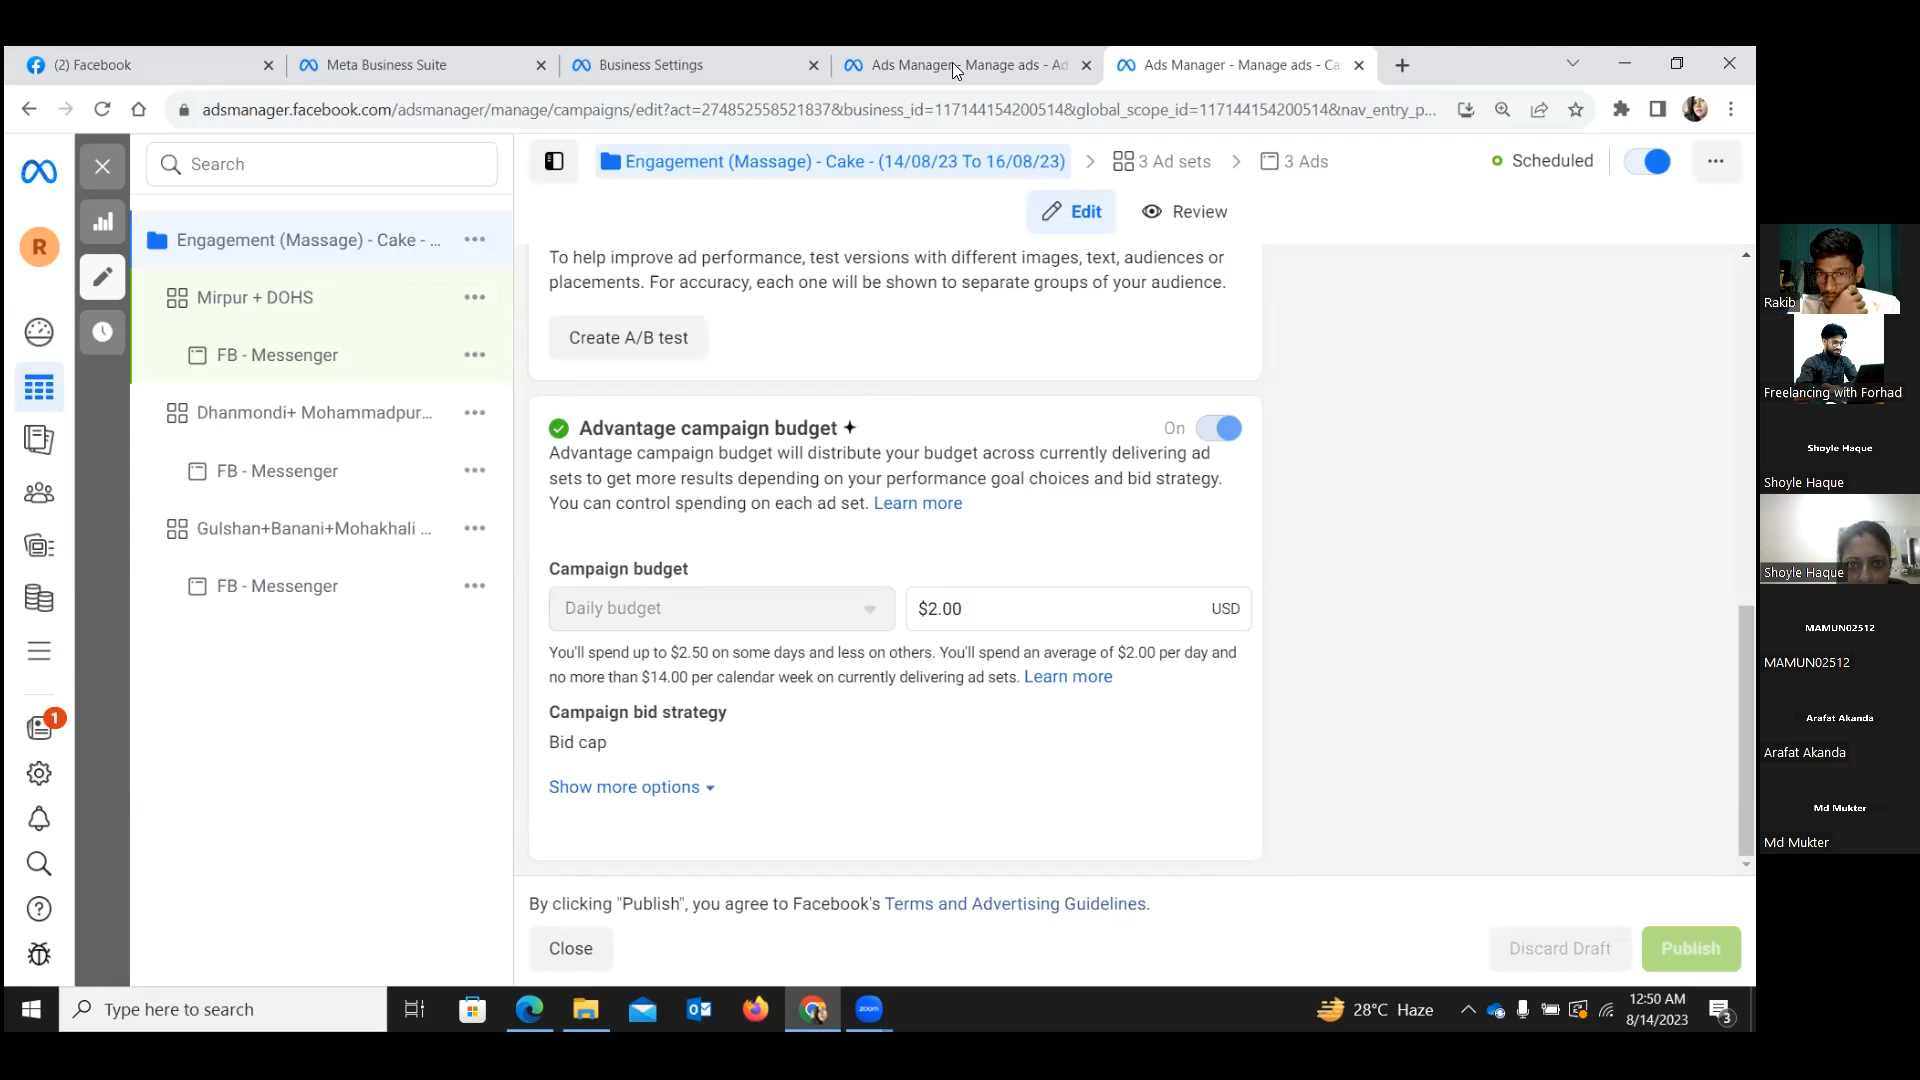 (2) Facebook
Meta Business Suite
Business Settings
Ads Manager - Manage ads - Ad
Ads Manager - Manage ads - Ca
adsmanager.facebook.com/adsmanager/manage/campaigns/edit?act=274852558521837&business_id=117144154200514&global_scope_id=117144154200514&nav_entry_p...
Search
Engagement (Massage) - Cake - (14/08/23 To 16/08/23)
3 Ad sets
3 Ads
Scheduled
Edit
Review
R
Engagement (Massage) - Cake - ...
Mirpur + DOHS
FB - Messenger
Dhanmondi+ Mohammadpur...
FB - Messenger
Gulshan+Banani+Mohakhali ...
FB - Messenger
1
To help improve ad performance, test versions with different images, text, audiences or
placements. For accuracy, each one will be shown to separate groups of your audience.
Create A/B test
Advantage campaign budget
On
Advantage campaign budget will distribute your budget across currently delivering ad
sets to get more results depending on your performance goal choices and bid strategy.
You can control spending on each ad set. Learn more
Campaign budget
Daily budget
$2.00
USD
You'll spend up to $2.50 on some days and less on others. You'll spend an average of $2.00 per day and
no more than $14.00 per calendar week on currently delivering ad sets. Learn more
Campaign bid strategy
Bid cap
Show more options
By clicking "Publish", you agree to Facebook's Terms and Advertising Guidelines.
Close
Discard Draft
Publish
Rakib
Freelancing with Forhad
Shoyle Haque
Shoyle Haque
Shoyle Haque
MAMUN02512
MAMUN02512
Arafat Akanda
Arafat Akanda
Md Mukter
Md Mukter
Type here to search
zoom
28°C Haze
12:50 AM
8/14/2023
3